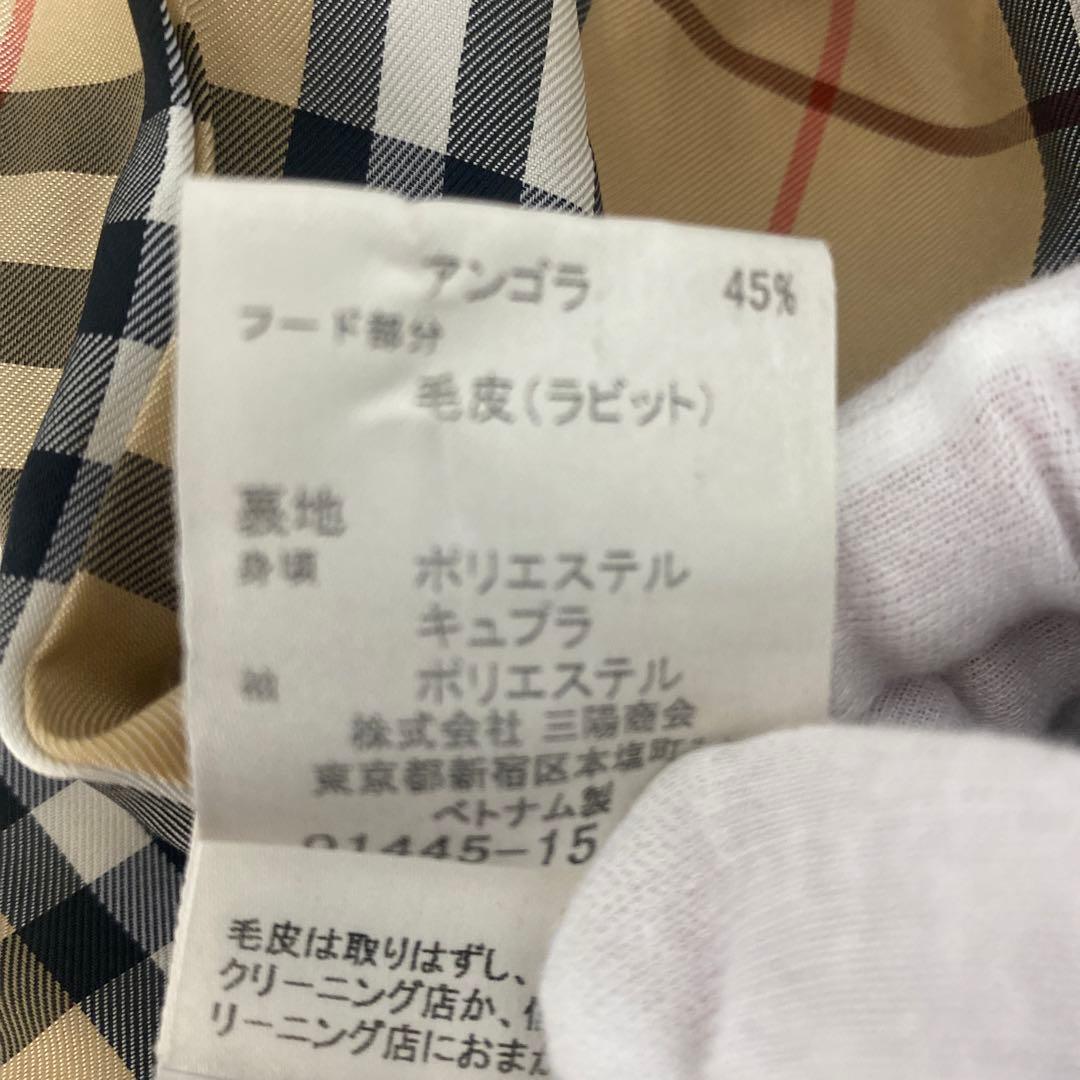 アンゴラ 45%
フード部分
毛皮(ラビット)
裏地
身頃 ポリエステル
キュプラ
袖 ポリエステル
株式会社 三陽商会
東京都新宿区本塩町
ベトナム製
91445-15
毛皮は取りはずし、
クリーニング店か、
リーニング店におまか